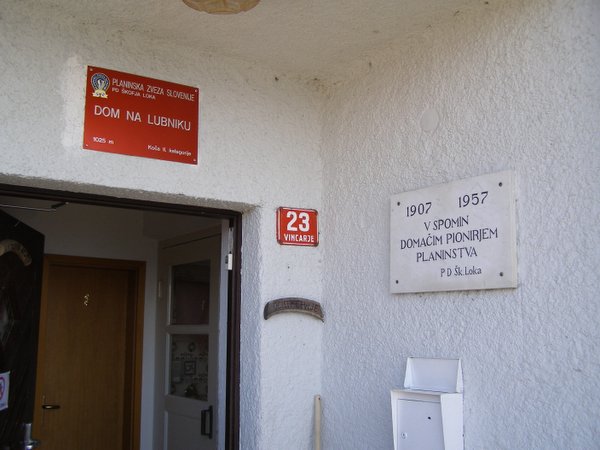 PLANINSKA ZVEZA SLOVENIJE
PD ŠKOFJA LOKA
DOM NA LUBNIKU
1025 m
Koča II. kategorije
23
VINCARJE
1907 1957
V SPOMIN
DOMAČIM PIONIRJEM
PLANINSTVA
P D Šk. Loka